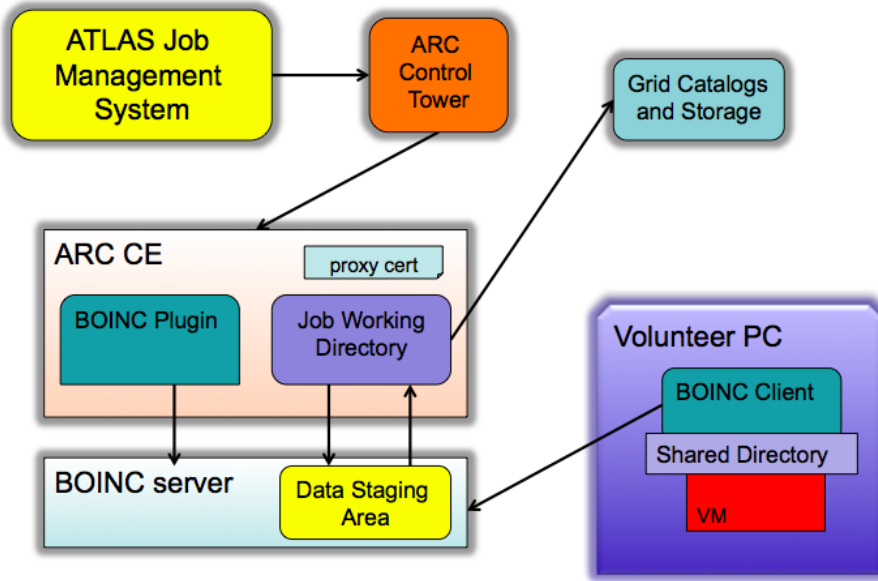 ATLAS Job
Management
System
ARC
Control
Tower
Grid Catalogs
and Storage
ARC CE
proxy cert
BOINC Plugin
Job Working
Directory
Volunteer PC
BOINC Client
Shared Directory
VM
BOINC server
Data Staging
Area